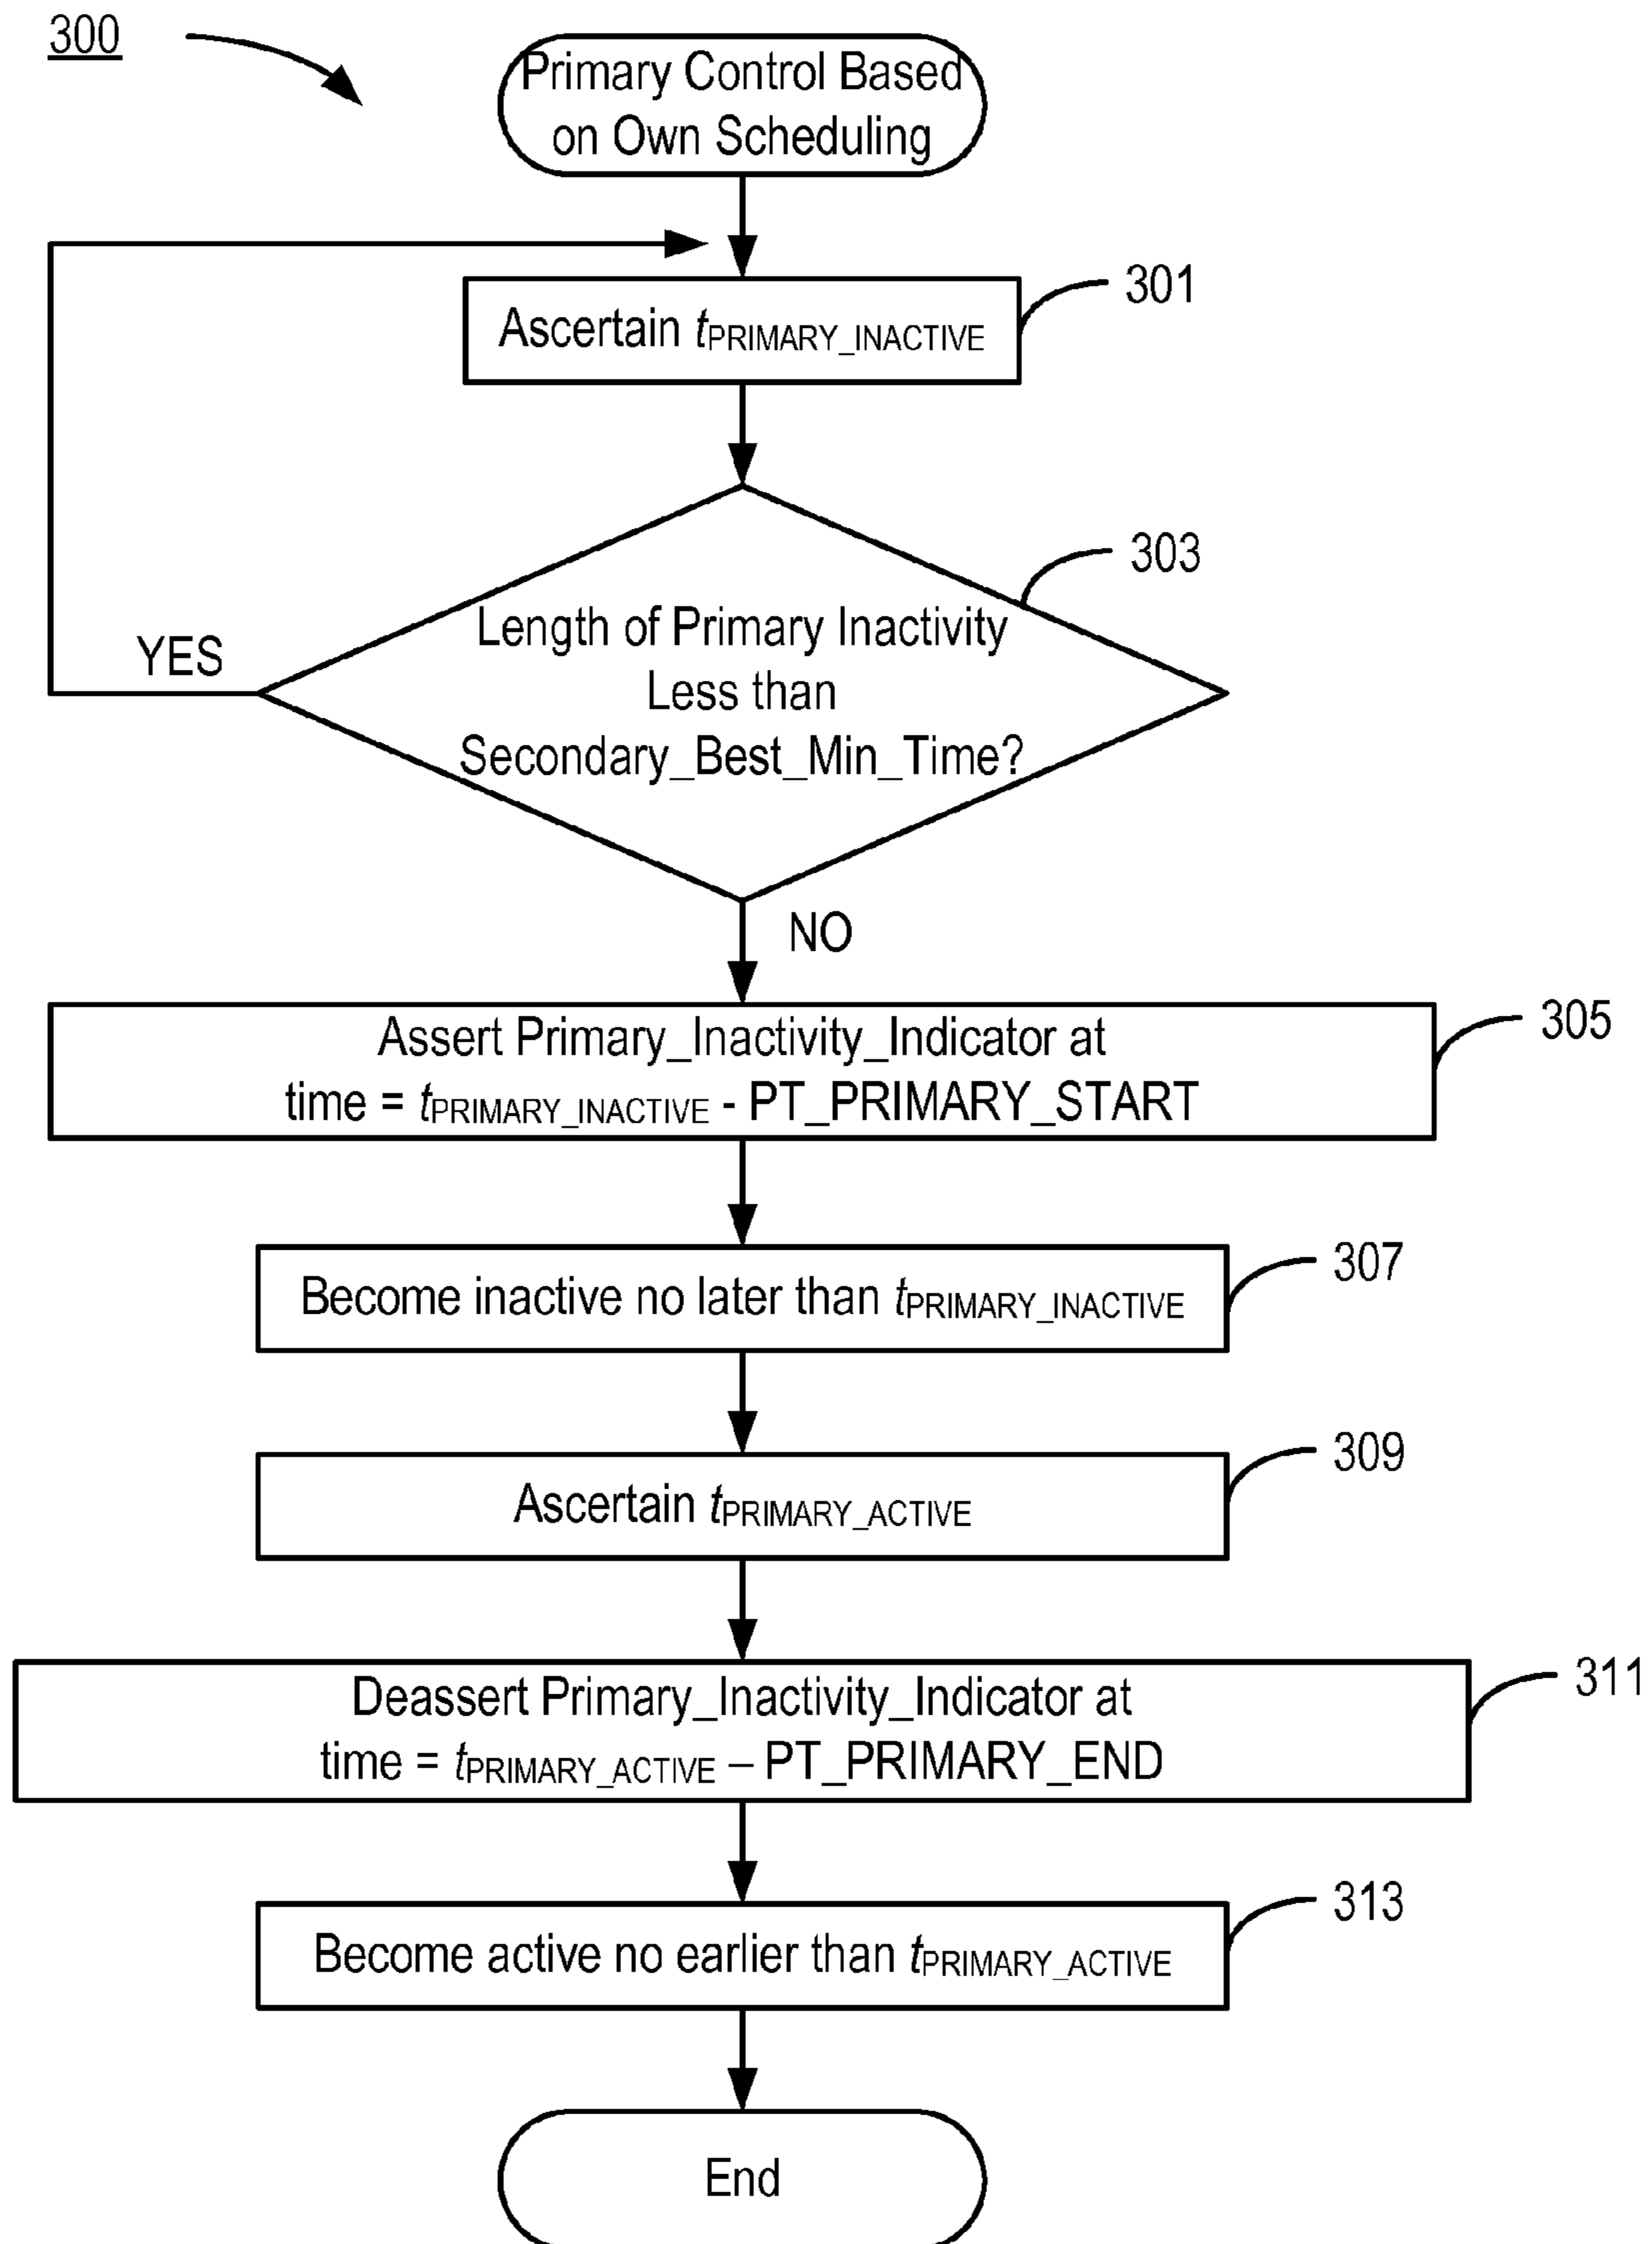 300
Primary Control Based
on Own Scheduling
301
Ascertain tPRIMARY_INACTIVE
303
Length of Primary Inactivity
Less than
Secondary_Best_Min_Time?
YES
NO
305
Assert Primary_Inactivity_Indicator at
time = tPRIMARY_INACTIVE - PT_PRIMARY_START
307
Become inactive no later than tPRIMARY_INACTIVE
309
Ascertain tPRIMARY_ACTIVE
311
Deassert Primary_Inactivity_Indicator at
time = tPRIMARY_ACTIVE – PT_PRIMARY_END
313
Become active no earlier than tPRIMARY_ACTIVE
End